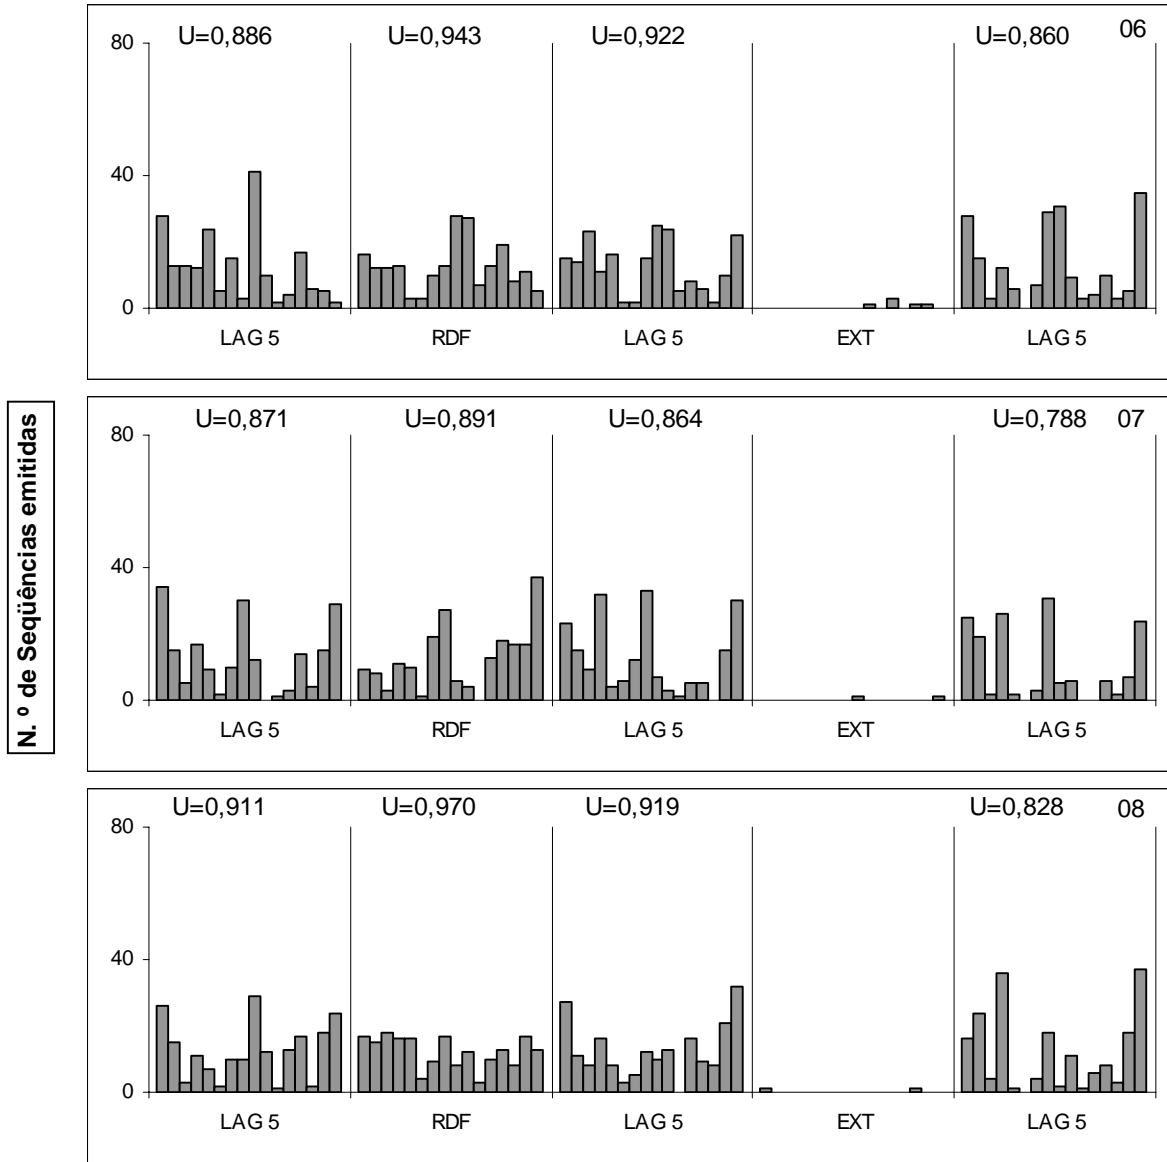 U=0,886 U=0,943 U=0,922 U=0,860 06
80
40
0
LAG 5 RDF LAG 5 EXT LAG 5
N. º de Seqüências emitidas
U=0,871 U=0,891 U=0,864 U=0,788 07
80
40
0
LAG 5 RDF LAG 5 EXT LAG 5
U=0,911 U=0,970 U=0,919 U=0,828 08
80
40
0
LAG 5 RDF LAG 5 EXT LAG 5